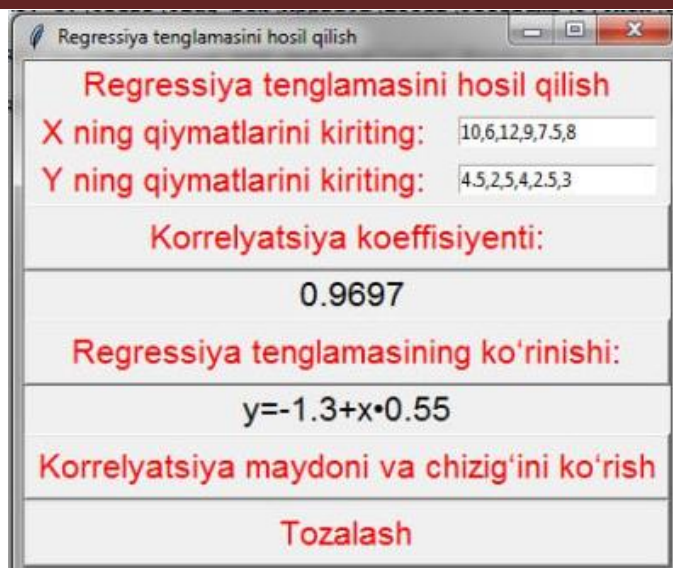 Regressiya tenglamasini hosil qilish
Regressiya tenglamasini hosil qilish
X ning qiymatlarini kiriting: 10,6,12,9,7.5,8
Y ning qiymatlarini kiriting: 4.5,2,5,4,2.5,3
Korrelyatsiya koeffisiyenti:
0.9697
Regressiya tenglamasining ko‘rinishi:
y=-1.3+x•0.55
Korrelyatsiya maydoni va chizig‘ini ko‘rish
Tozalash